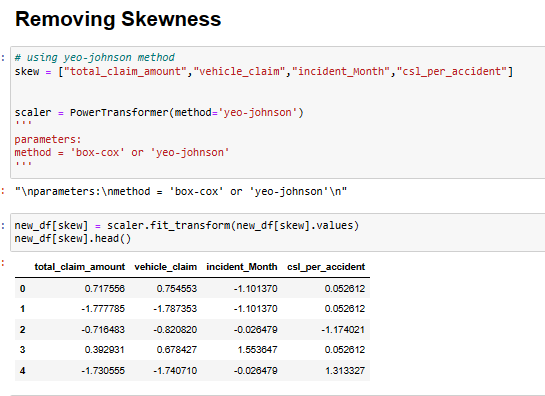 Removing Skewness
: # using yeo-johnson method
skew = ["total_claim_amount","vehicle_claim","incident_Month","csl_per_accident"]
scaler = PowerTransformer(method='yeo-johnson')
'''
parameters:
method = 'box-cox' or 'yeo-johnson'
'''
: "\nparameters:\nmethod = 'box-cox' or 'yeo-johnson'\n"
: new_df[skew] = scaler.fit_transform(new_df[skew].values)
new_df[skew].head()
:
total_claim_amount vehicle_claim incident_Month csl_per_accident
0 0.717556 0.754553 -1.101370 0.052612
1 -1.777785 -1.787353 -1.101370 0.052612
2 -0.716483 -0.820820 -0.026479 -1.174021
3 0.392931 0.678427 1.553647 0.052612
4 -1.730555 -1.740710 -0.026479 1.313327